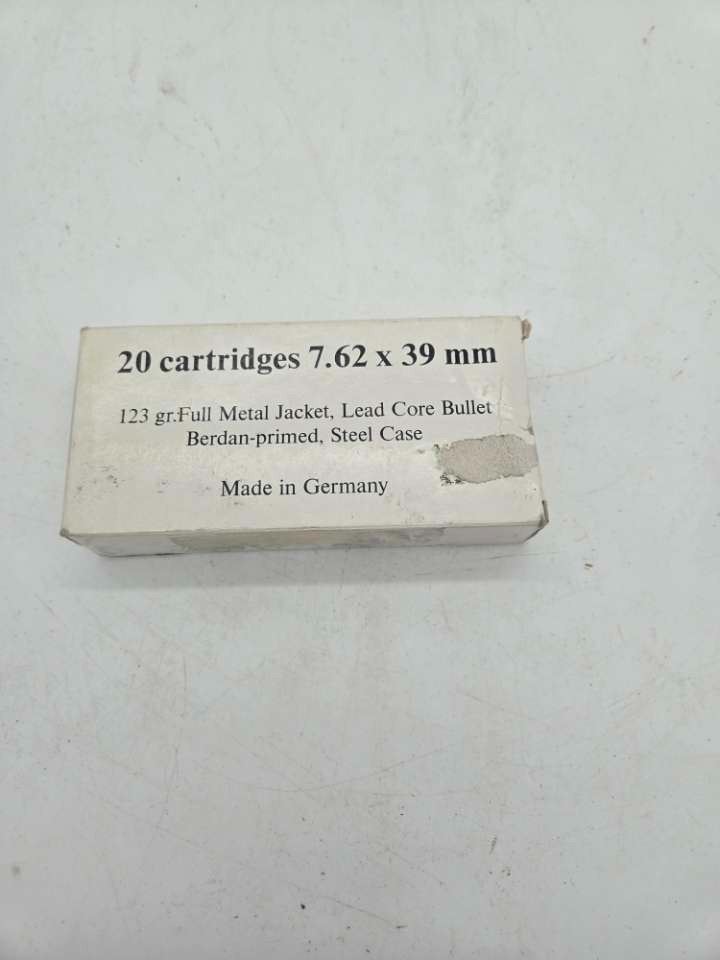 20 cartridges 7.62 x 39 mm
123 gr.Full Metal Jacket, Lead Core Bullet
Berdan-primed, Steel Case
Made in Germany